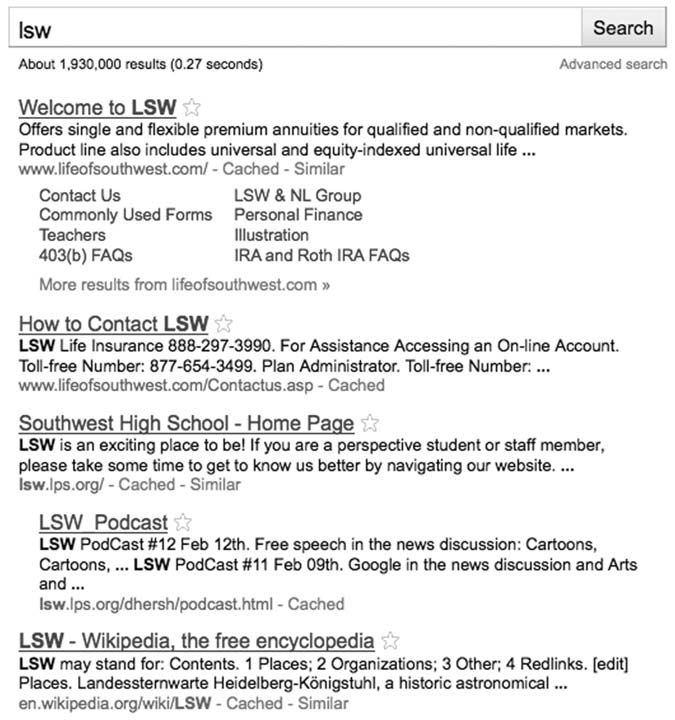 lsw Search
About 1,930,000 results (0.27 seconds) Advanced search
Welcome to LSW ☆
Offers single and flexible premium annuities for qualified and non-qualified markets.
Product line also includes universal and equity-indexed universal life ...
www.lifeofsouthwest.com/ - Cached - Similar
Contact Us LSW & NL Group
Commonly Used Forms Personal Finance
Teachers Illustration
403(b) FAQs IRA and Roth IRA FAQs
More results from lifeofsouthwest.com »
How to Contact LSW ☆
LSW Life Insurance 888-297-3990. For Assistance Accessing an On-line Account.
Toll-free Number: 877-654-3499. Plan Administrator. Toll-free Number: ...
www.lifeofsouthwest.com/Contactus.asp - Cached
Southwest High School - Home Page ☆
LSW is an exciting place to be! If you are a perspective student or staff member,
please take some time to get to know us better by navigating our website. ...
lsw.lps.org/ - Cached - Similar
LSW Podcast ☆
LSW PodCast #12 Feb 12th. Free speech in the news discussion: Cartoons,
Cartoons, ... LSW PodCast #11 Feb 09th. Google in the news discussion and Arts
and ...
lsw.lps.org/dhersh/podcast.html - Cached
LSW - Wikipedia, the free encyclopedia ☆
LSW may stand for: Contents. 1 Places; 2 Organizations; 3 Other; 4 Redlinks. [edit]
Places. Landessternwarte Heidelberg-Königstuhl, a historic astronomical ...
en.wikipedia.org/wiki/LSW - Cached - Similar